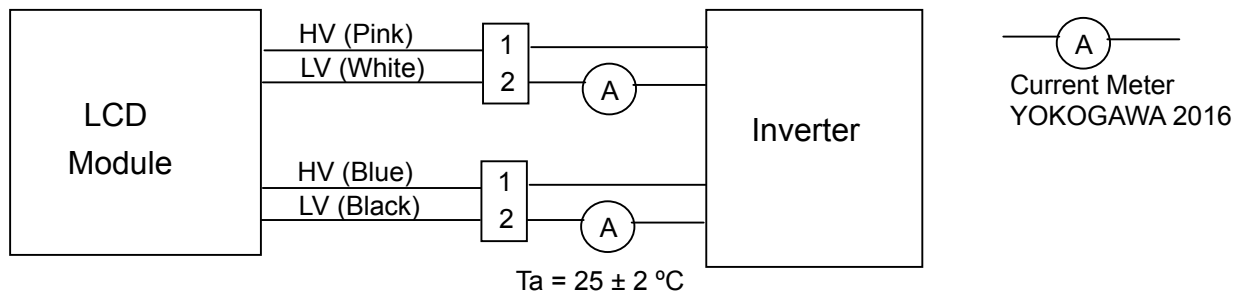 HV (Pink)
LV (White)
1
2
A
LCD
Module
HV (Blue)
LV (Black)
1
2
A
Ta = 25 ± 2 ºC
Inverter
A
Current Meter
YOKOGAWA 2016